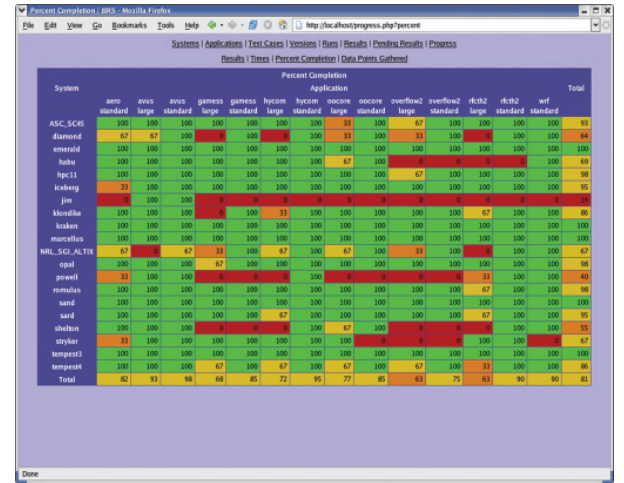 Percent Completion | BRS - Mozilla Firefox
File Edit View Go Bookmarks Tools Help http://localhost/progress.php?percent
Systems | Applications | Test Cases | Versions | Runs | Results | Pending Results | Progress
Results | Times | Percent Completion | Data Points Gathered
Percent Completion
System Application Total
aero avus avus gamess gamess hycom hycom oocore oocore overflow2 overflow2 rfcth2 rfcth2 wrf
standard large standard large standard large standard large standard large standard large standard standard
ASC_SC45 100 100 100 100 100 100 100 33 100 67 100 100 100 100 93
diamond 67 67 100 0 100 0 100 33 100 33 100 0 100 100 64
emerald 100 100 100 100 100 100 100 100 100 100 100 100 100 100 100
habu 100 100 100 100 100 100 100 67 100 0 0 0 0 100 69
hpc11 100 100 100 100 100 100 100 100 100 67 100 100 100 100 98
iceberg 33 100 100 100 100 100 100 100 100 100 100 100 100 100 95
jim 0 100 100 0 0 0 0 0 0 0 0 0 0 0 14
klondike 100 100 100 0 100 33 100 100 100 100 100 67 100 100 86
kraken 100 100 100 100 100 100 100 100 100 100 100 100 100 100 100
marcellus 100 100 100 100 100 100 100 100 100 100 100 100 100 100 100
NRL_SGI_ALTIX 67 0 67 33 100 67 100 67 100 33 100 0 100 100 67
opal 100 100 100 67 100 100 100 100 100 100 100 100 100 100 98
powell 33 100 100 0 0 0 100 0 0 0 0 33 100 100 40
romulus 100 100 100 100 100 100 100 100 100 100 100 67 100 100 98
sand 100 100 100 100 100 100 100 100 100 100 100 100 100 100 100
sard 100 100 100 100 100 67 100 100 100 100 100 67 100 100 95
shelton 100 100 100 0 0 0 100 67 100 0 0 0 100 100 55
stryker 33 100 100 100 100 100 100 100 0 0 0 100 100 0 67
tempest3 100 100 100 100 100 100 100 100 100 100 100 100 100 100 100
tempest4 100 100 100 67 100 67 100 67 100 67 100 33 100 100 86
Total 82 93 98 68 85 72 95 77 85 63 75 63 90 90 81
Done